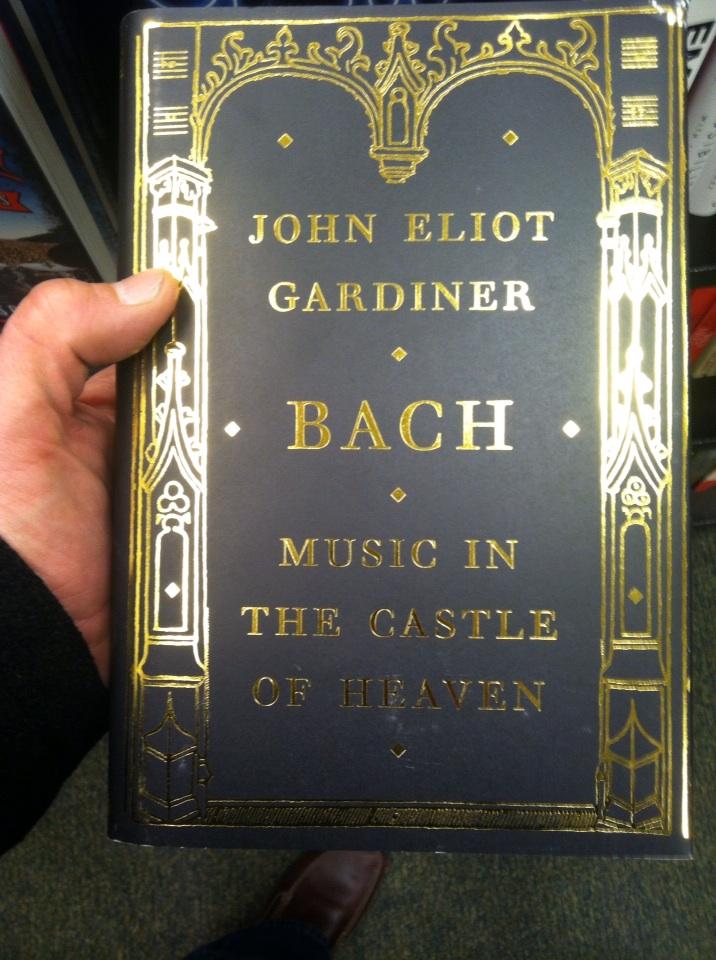 JOHN ELIOT
GARDINER
BACH
MUSIC IN
THE CASTLE
OF HEAVEN